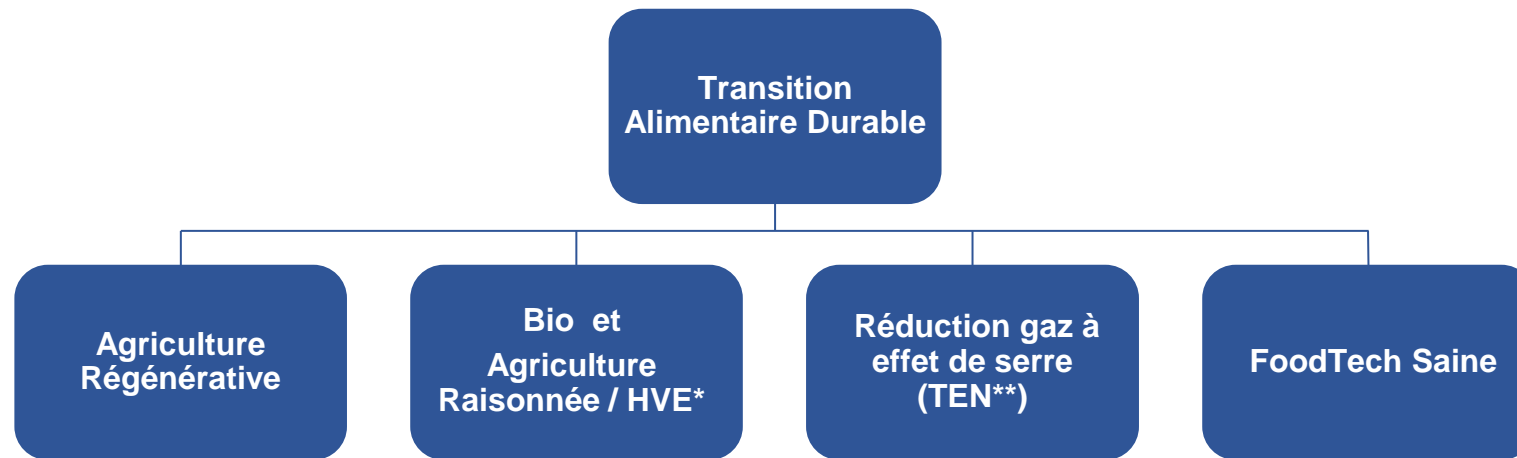 Transition
Alimentaire Durable
Agriculture
Régénérative
Bio et
Agriculture
Raisonnée / HVE*
Réduction gaz à
effet de serre
(TEN**)
FoodTech Saine